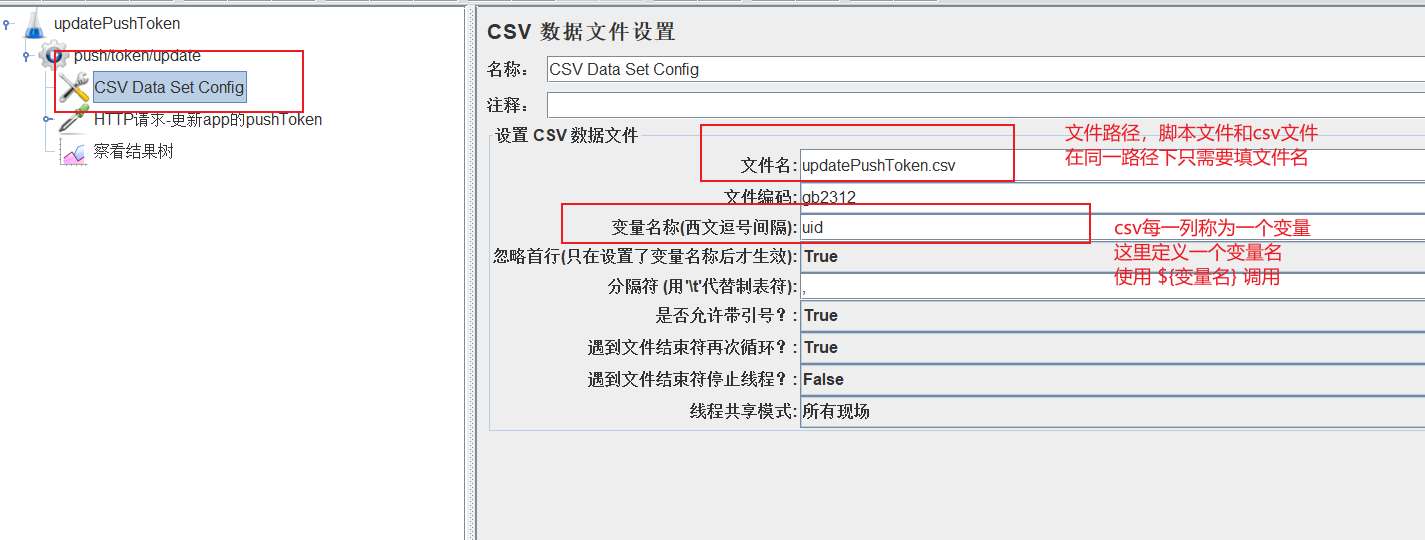 updatePushToken
push/token/update
CSV Data Set Config
HTTP请求-更新app的pushToken
察看结果树
CSV 数据文件设置
名称： CSV Data Set Config
注释：
设置 CSV 数据文件
文件名: updatePushToken.csv
文件路径，脚本文件和csv文件
在同一路径下只需要填文件名
文件编码: gb2312
变量名称(西文逗号间隔): uid
csv每一列称为一个变量
这里定义一个变量名
使用 ${变量名} 调用
忽略首行(只在设置了变量名称后才生效): True
分隔符 (用'\t'代替制表符): ,
是否允许带引号？: True
遇到文件结束符再次循环？: True
遇到文件结束符停止线程？: False
线程共享模式: 所有现场